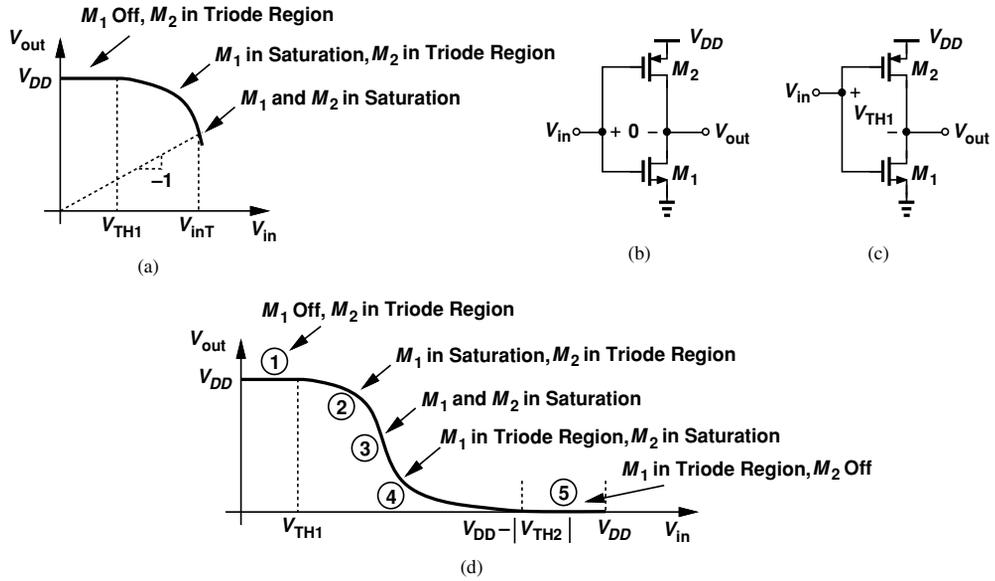 M1 Off, M2 in Triode Region
Vout
VDD
M1 in Saturation, M2 in Triode Region
M1 and M2 in Saturation
−1
VTH1
VinT
Vin
(a)
VDD
M2
Vin
+ 0 −
Vout
M1
(b)
VDD
M2
Vin
+
VTH1
−
Vout
M1
(c)
M1 Off, M2 in Triode Region
Vout
1
VDD
M1 in Saturation, M2 in Triode Region
2
M1 and M2 in Saturation
3
M1 in Triode Region, M2 in Saturation
4
M1 in Triode Region, M2 Off
5
VTH1
VDD − |VTH2|
VDD
Vin
(d)